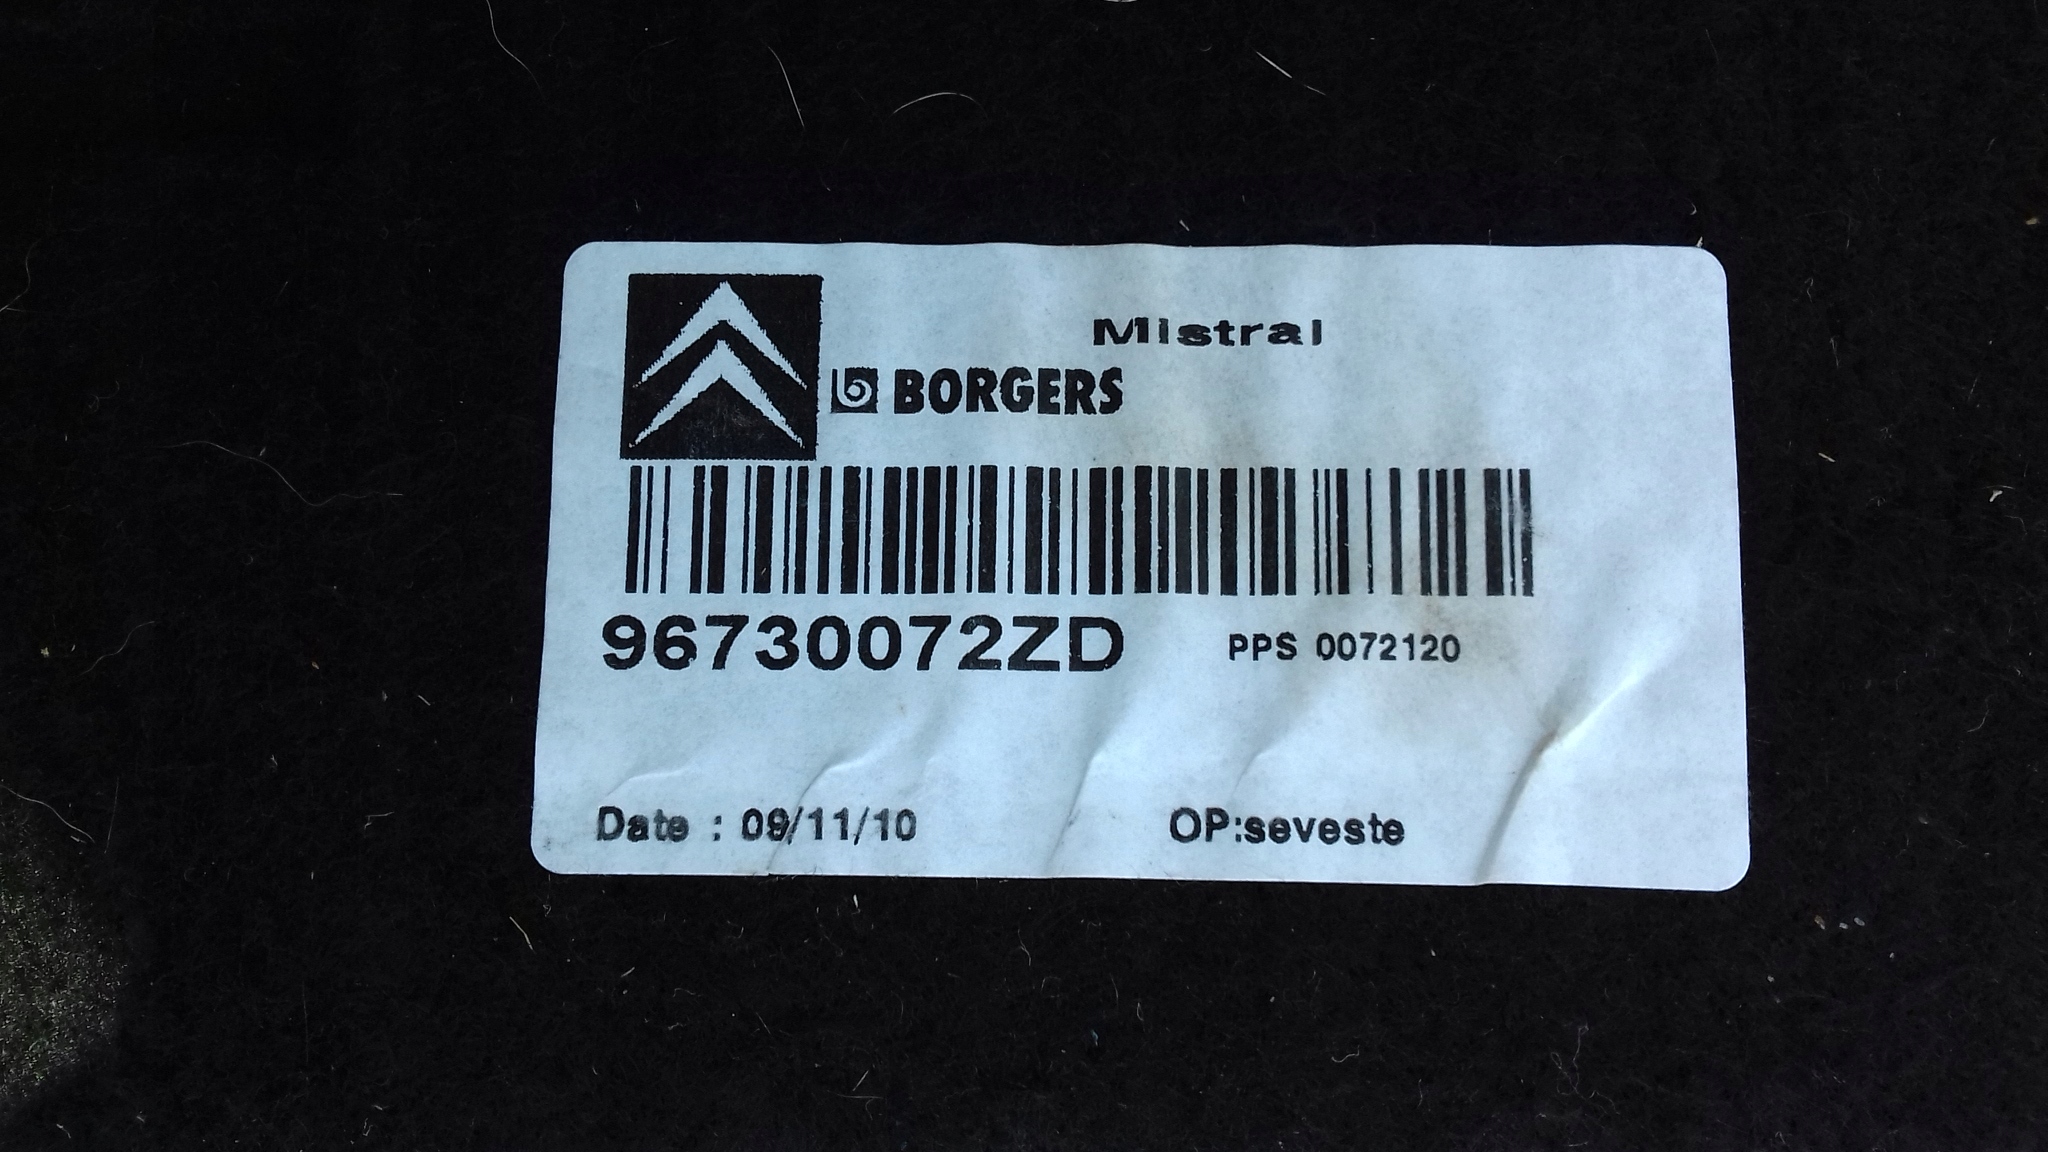 Mistral
BORGERS
96730072ZD PPS 0072120
Date : 09/11/10 OP:seveste